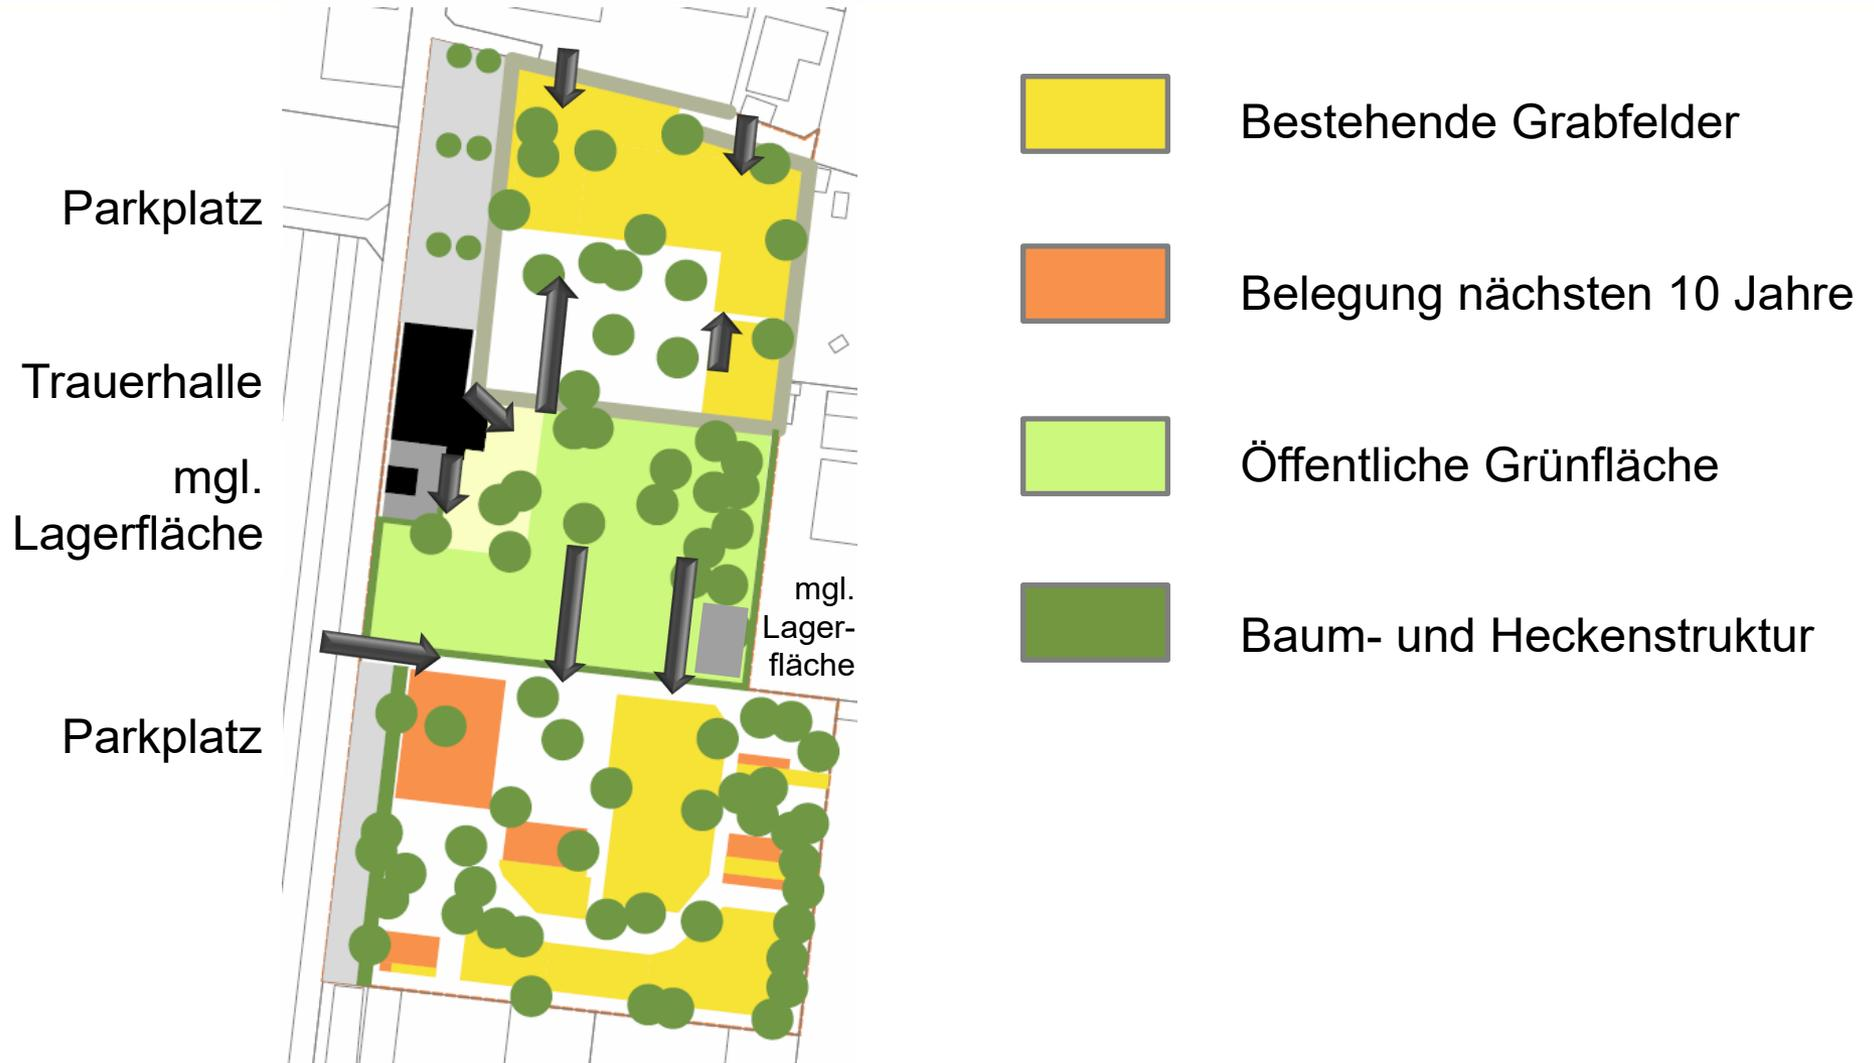 Parkplatz
Trauerhalle
mgl.
Lagerfläche
mgl.
Lager-
fläche
Parkplatz
Bestehende Grabfelder
Belegung nächsten 10 Jahre
Öffentliche Grünfläche
Baum- und Heckenstruktur